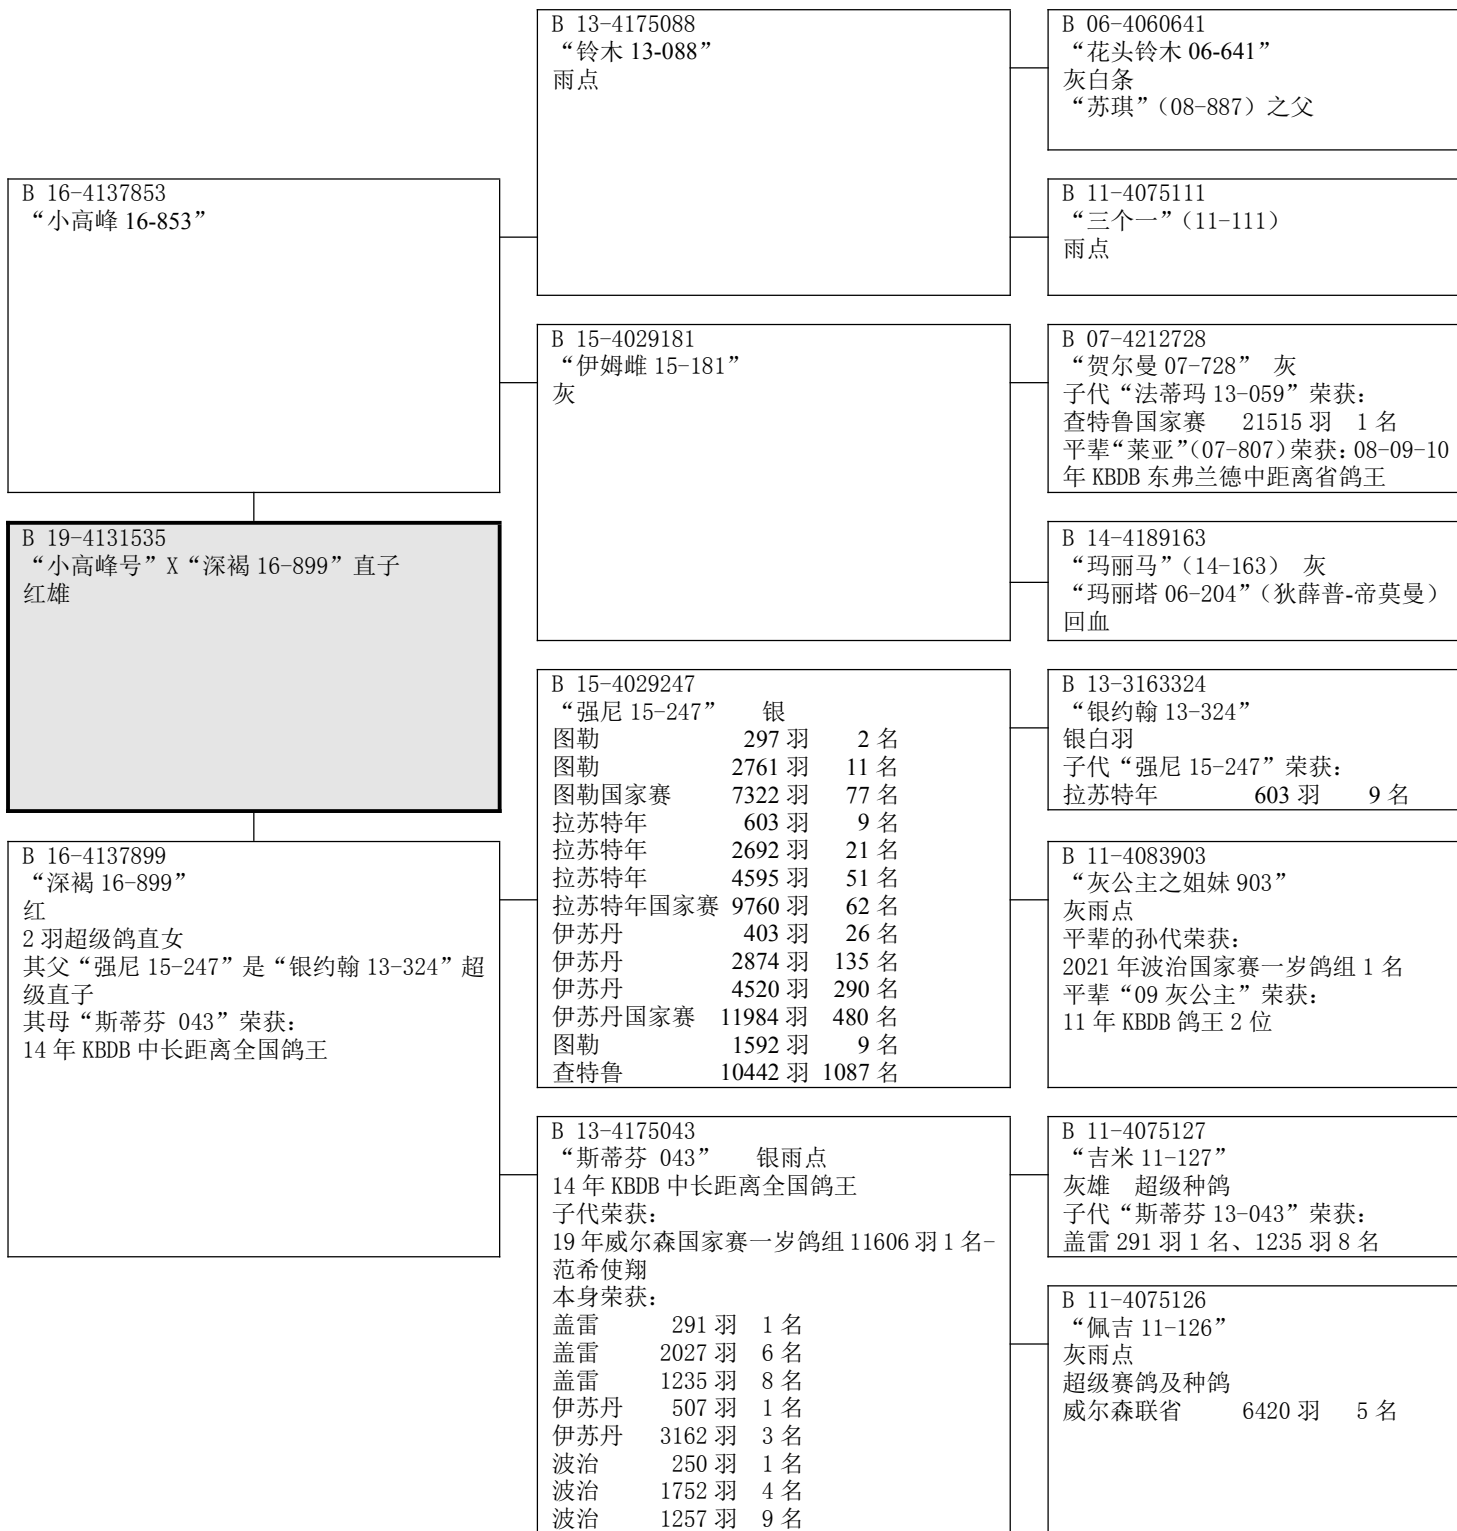 B 16-4137853
“小高峰 16-853”
B 19-4131535
“小高峰号”X“深褐 16-899”直子
红雄
B 16-4137899
“深褐 16-899”
红
2 羽超级鸽直女
其父“强尼 15-247”是“银约翰 13-324”超
级直子
其母“斯蒂芬 043”荣获：
14 年 KBDB 中长距离全国鸽王
B 13-4175088
“铃木 13-088”
雨点
B 15-4029181
“伊姆雌 15-181”
灰
B 15-4029247
“强尼 15-247” 银
图勒 297 羽 2 名
图勒 2761 羽 11 名
图勒国家赛 7322 羽 77 名
拉苏特年 603 羽 9 名
拉苏特年 2692 羽 21 名
拉苏特年 4595 羽 51 名
拉苏特年国家赛 9760 羽 62 名
伊苏丹 403 羽 26 名
伊苏丹 2874 羽 135 名
伊苏丹 4520 羽 290 名
伊苏丹国家赛 11984 羽 480 名
图勒 1592 羽 9 名
查特鲁 10442 羽 1087 名
B 13-4175043
“斯蒂芬 043” 银雨点
14 年 KBDB 中长距离全国鸽王
子代荣获：
19 年威尔森国家赛一岁鸽组 11606 羽 1 名-
范希使翔
本身荣获：
盖雷 291 羽 1 名
盖雷 2027 羽 6 名
盖雷 1235 羽 8 名
伊苏丹 507 羽 1 名
伊苏丹 3162 羽 3 名
波治 250 羽 1 名
波治 1752 羽 4 名
波治 1257 羽 9 名
B 06-4060641
“花头铃木 06-641”
灰白条
“苏琪”（08-887）之父
B 11-4075111
“三个一”（11-111）
雨点
B 07-4212728
“贺尔曼 07-728” 灰
子代“法蒂玛 13-059”荣获：
查特鲁国家赛 21515 羽 1 名
平辈“莱亚”（07-807）荣获：08-09-10
年 KBDB 东弗兰德中距离省鸽王
B 14-4189163
“玛丽马”（14-163） 灰
“玛丽塔 06-204”（狄薛普-帝莫曼）
回血
B 13-3163324
“银约翰 13-324”
银白羽
子代“强尼 15-247”荣获：
拉苏特年 603 羽 9 名
B 11-4083903
“灰公主之姐妹 903”
灰雨点
平辈的孙代荣获：
2021 年波治国家赛一岁鸽组 1 名
平辈“09 灰公主”荣获：
11 年 KBDB 鸽王 2 位
B 11-4075127
“吉米 11-127”
灰雄 超级种鸽
子代“斯蒂芬 13-043”荣获：
盖雷 291 羽 1 名、1235 羽 8 名
B 11-4075126
“佩吉 11-126”
灰雨点
超级赛鸽及种鸽
威尔森联省 6420 羽 5 名